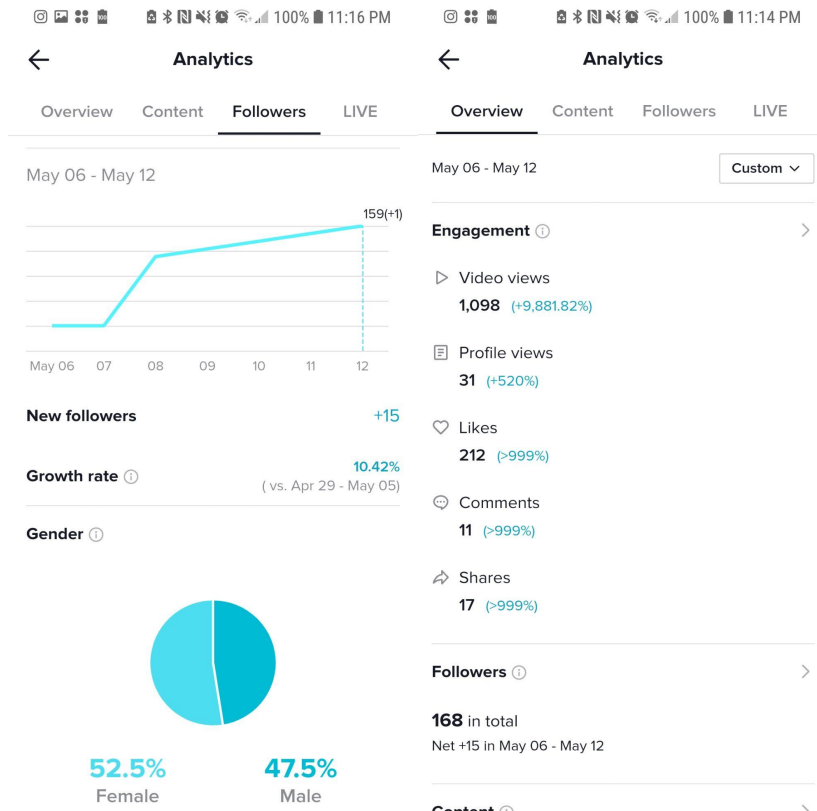 100% 11:16 PM
Analytics
Overview Content Followers LIVE
May 06 - May 12
159(+1)
May 06 07 08 09 10 11 12
New followers +15
Growth rate 10.42%
( vs. Apr 29 - May 05)
Gender
52.5% 47.5%
Female Male
100% 11:14 PM
Analytics
Overview Content Followers LIVE
May 06 - May 12 Custom
Engagement
Video views
1,098 (+9,881.82%)
Profile views
31 (+520%)
Likes
212 (>999%)
Comments
11 (>999%)
Shares
17 (>999%)
Followers
168 in total
Net +15 in May 06 - May 12
Content